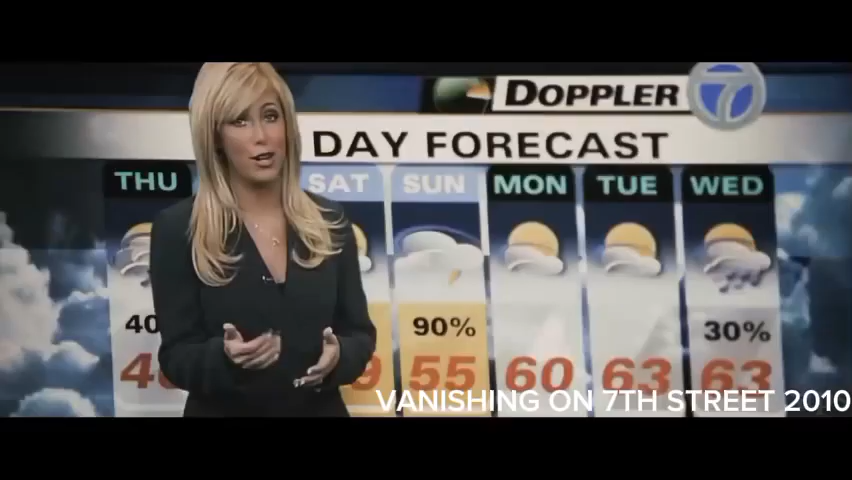 DOPPLER 7
DAY FORECAST
THU SAT SUN MON TUE WED
40 90% 30%
55 60 63 63
VANISHING ON 7TH STREET 2010